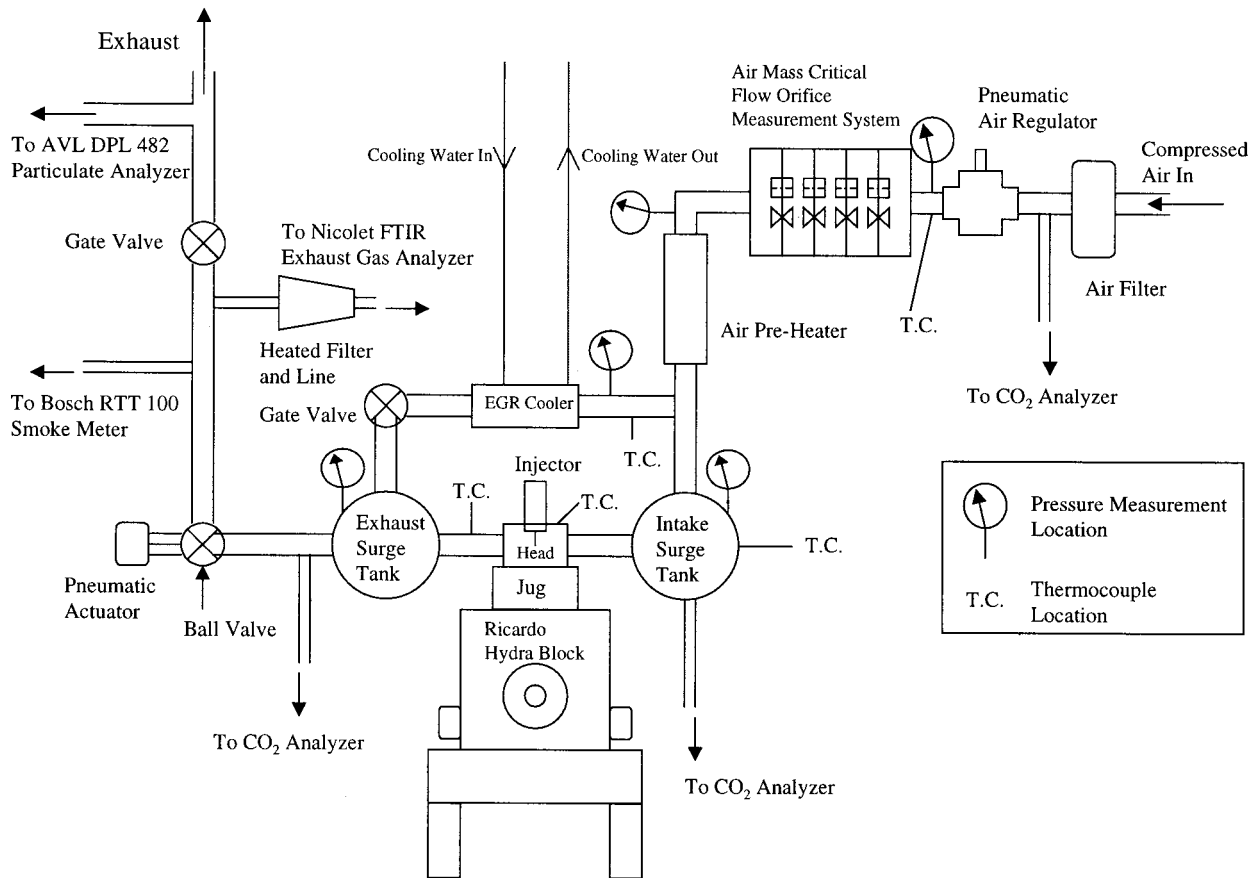 Exhaust
To AVL DPL 482
Particulate Analyzer
Gate Valve
To Nicolet FTIR
Exhaust Gas Analyzer
Heated Filter
and Line
To Bosch RTT 100
Smoke Meter
Gate Valve
Cooling Water In
Cooling Water Out
EGR Cooler
T.C.
Air Mass Critical
Flow Orifice
Measurement System
Pneumatic
Air Regulator
Compressed
Air In
Air Filter
T.C.
To CO₂ Analyzer
Air Pre-Heater
Injector
T.C.
T.C.
Exhaust
Surge
Tank
Head
Intake
Surge
Tank
T.C.
Jug
Pneumatic
Actuator
Ball Valve
Ricardo
Hydra Block
To CO₂ Analyzer
To CO₂ Analyzer
Pressure Measurement
Location
T.C.
Thermocouple
Location